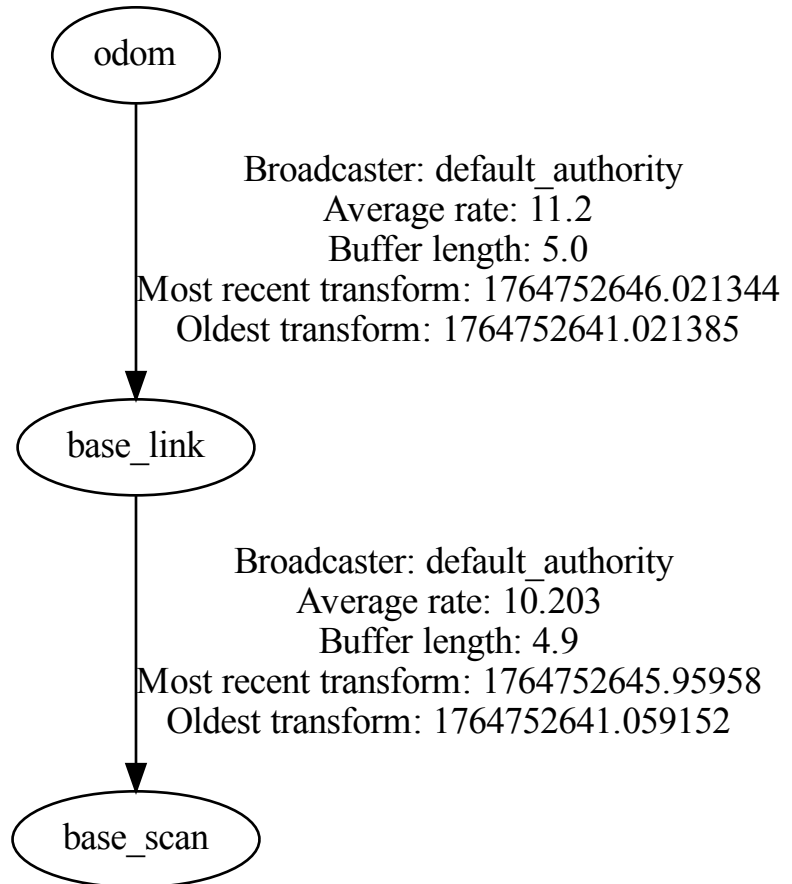 odom
Broadcaster: default_authority
Average rate: 11.2
Buffer length: 5.0
Most recent transform: 1764752646.021344
Oldest transform: 1764752641.021385
base_link
Broadcaster: default_authority
Average rate: 10.203
Buffer length: 4.9
Most recent transform: 1764752645.95958
Oldest transform: 1764752641.059152
base_scan